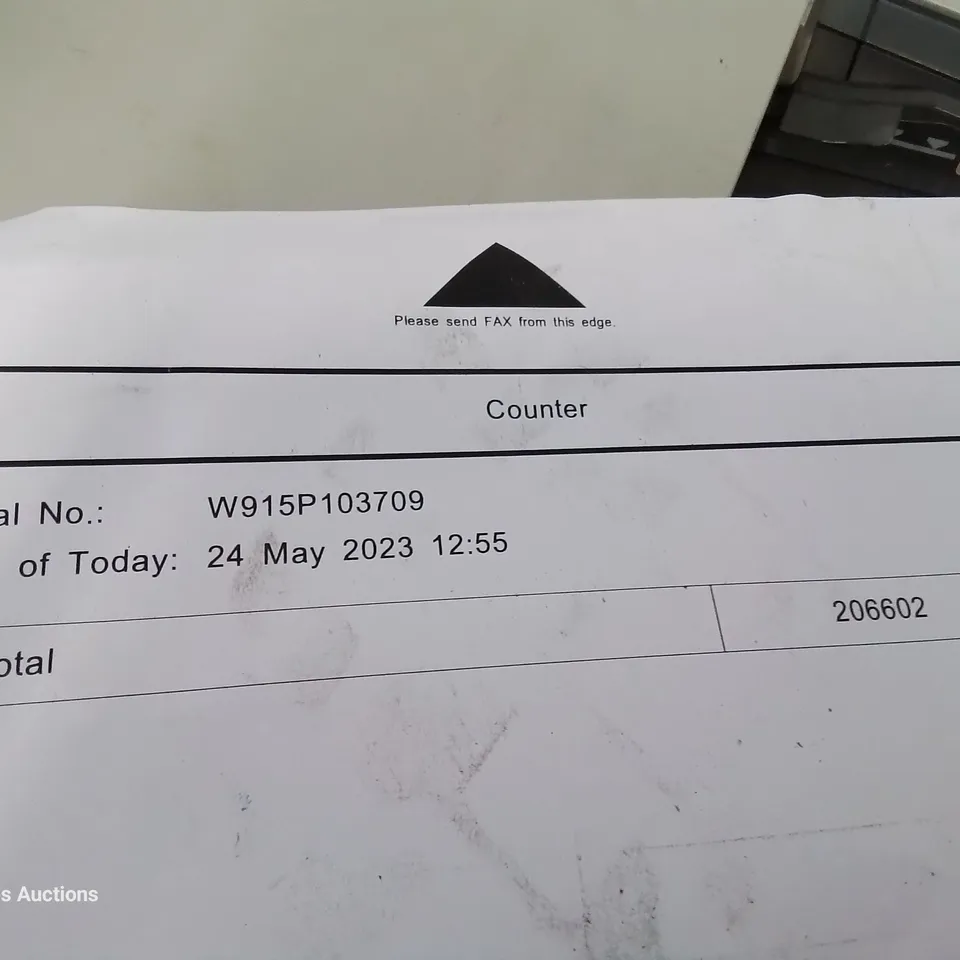 Please send FAX from this edge.
Counter
al No.: W915P103709
of Today: 24 May 2023 12:55
otal 206602
s Auctions